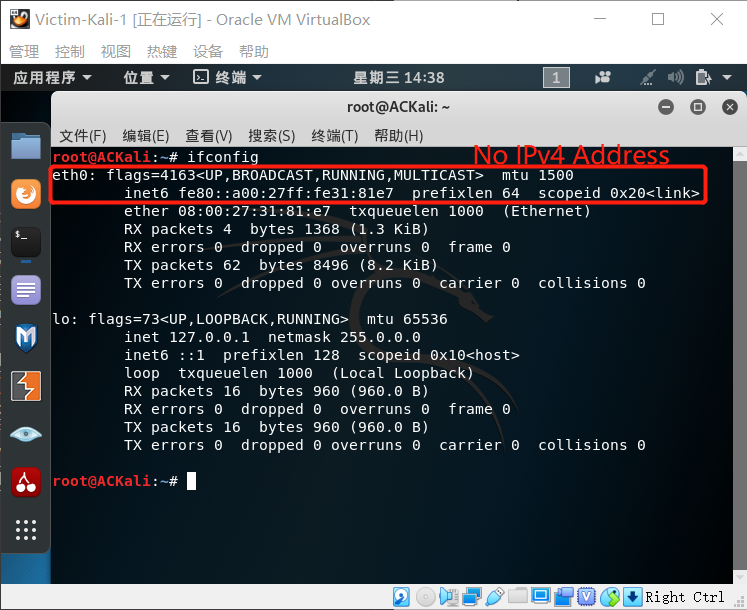 Victim-Kali-1 [正在运行] - Oracle VM VirtualBox
管理 控制 视图 热键 设备 帮助
应用程序 位置 终端 星期三 14:38 1
root@ACKali: ~
文件(F) 编辑(E) 查看(V) 搜索(S) 终端(T) 帮助(H)
root@ACKali:~# ifconfig
No IPv4 Address
eth0: flags=4163<UP,BROADCAST,RUNNING,MULTICAST> mtu 1500
inet6 fe80::a00:27ff:fe31:81e7 prefixlen 64 scopeid 0x20<link>
ether 08:00:27:31:81:e7 txqueuelen 1000 (Ethernet)
RX packets 4 bytes 1368 (1.3 KiB)
RX errors 0 dropped 0 overruns 0 frame 0
TX packets 62 bytes 8496 (8.2 KiB)
TX errors 0 dropped 0 overruns 0 carrier 0 collisions 0
lo: flags=73<UP,LOOPBACK,RUNNING> mtu 65536
inet 127.0.0.1 netmask 255.0.0.0
inet6 ::1 prefixlen 128 scopeid 0x10<host>
loop txqueuelen 1000 (Local Loopback)
RX packets 16 bytes 960 (960.0 B)
RX errors 0 dropped 0 overruns 0 frame 0
TX packets 16 bytes 960 (960.0 B)
TX errors 0 dropped 0 overruns 0 carrier 0 collisions 0
root@ACKali:~#
Right Ctrl